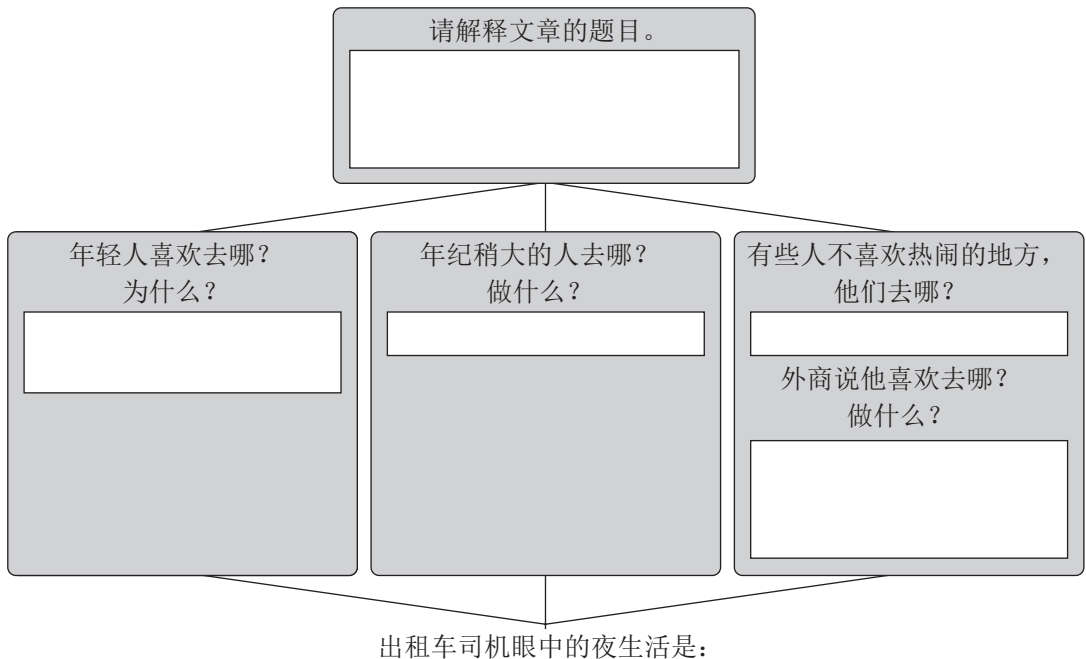 请解释文章的题目。
年轻人喜欢去哪？
为什么？
年纪稍大的人去哪？
做什么？
有些人不喜欢热闹的地方，
他们去哪？
外商说他喜欢去哪？
做什么？
出租车司机眼中的夜生活是：